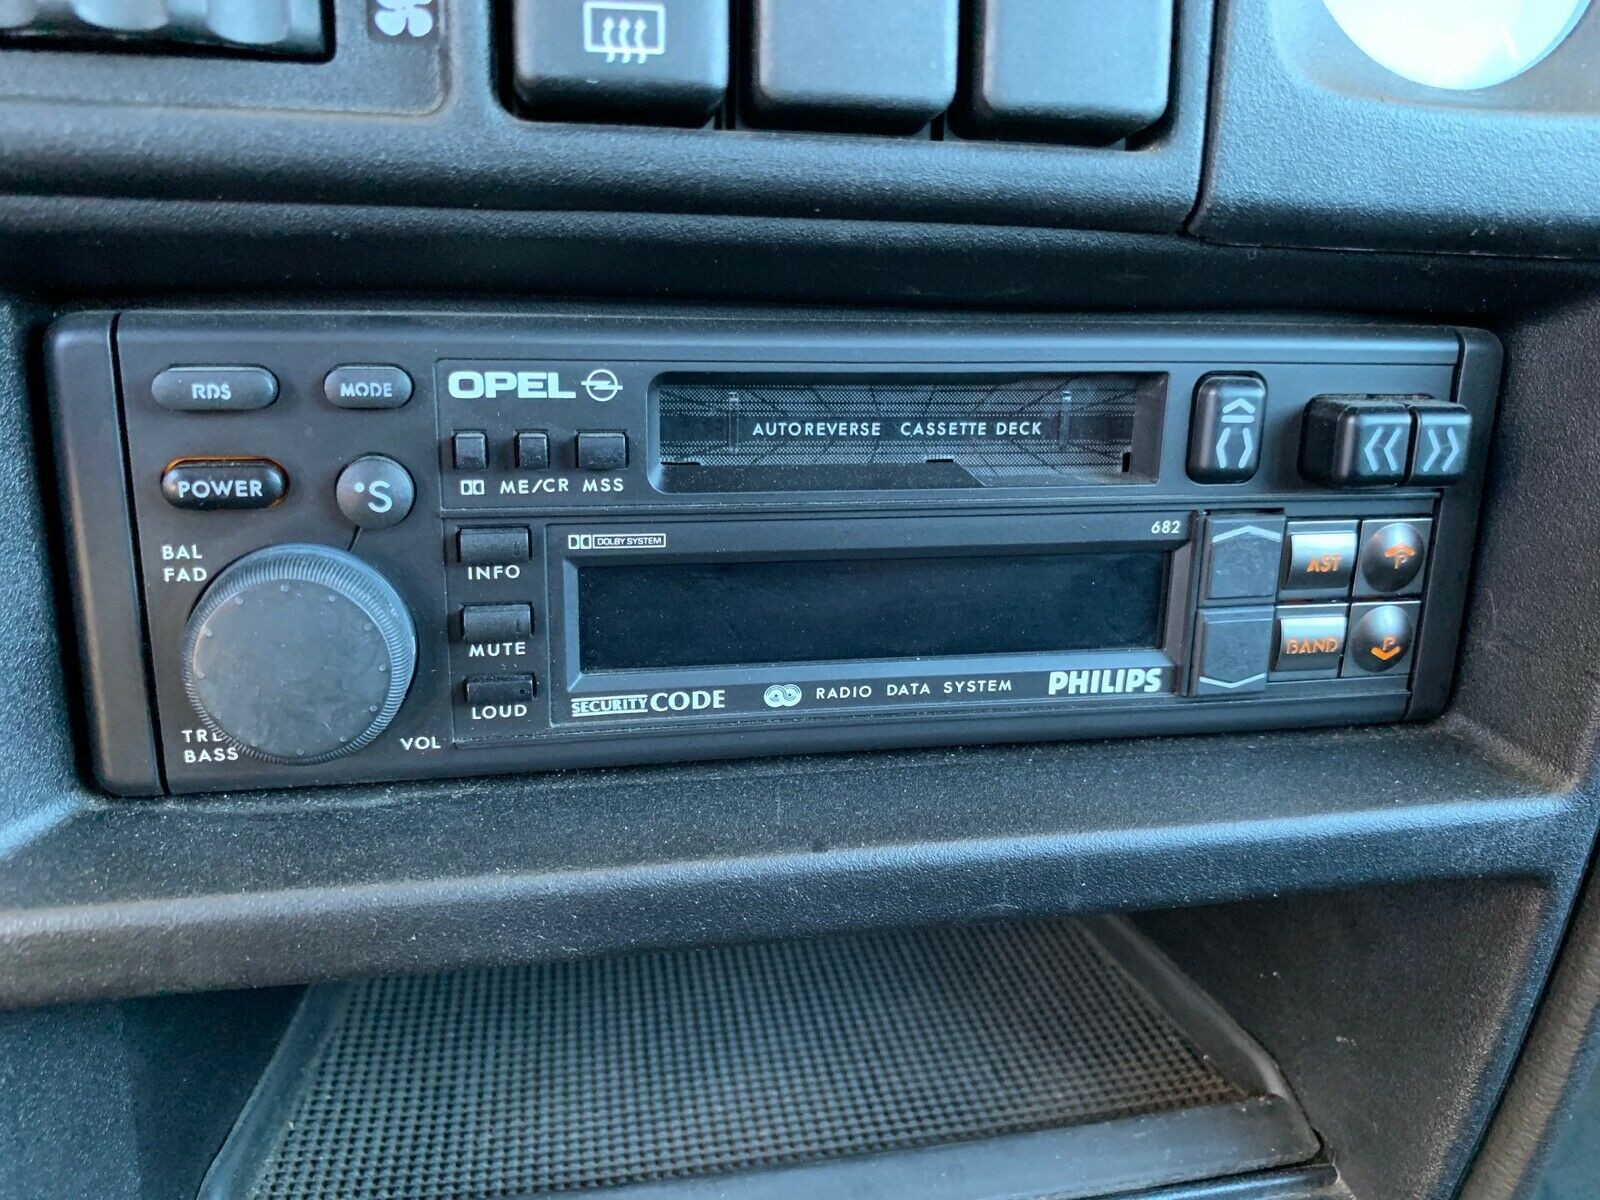 RDS
MODE
OPEL
AUTOREVERSE CASSETTE DECK
POWER
•S
ME/CR MSS
BAL
FAD
INFO
DOLBY SYSTEM
682
AST
P
MUTE
BAND
P
LOUD
SECURITY CODE
RADIO DATA SYSTEM
PHILIPS
BASS
VOL